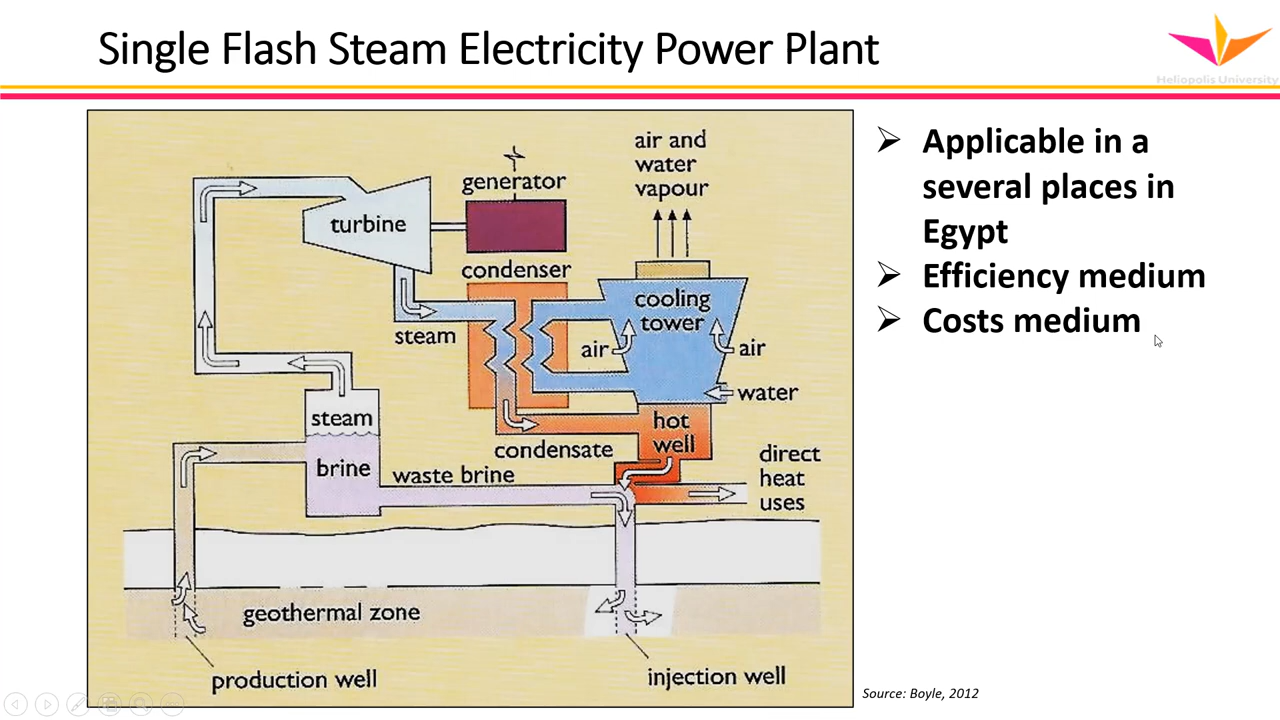 Single Flash Steam Electricity Power Plant
Heliopolis University
air and
water
vapour
generator
turbine
condenser
cooling
tower
steam
air
air
water
steam
hot
well
condensate
brine
waste brine
direct
heat
uses
geothermal zone
production well
injection well
Applicable in a
several places in
Egypt
Efficiency medium
Costs medium
Source: Boyle, 2012